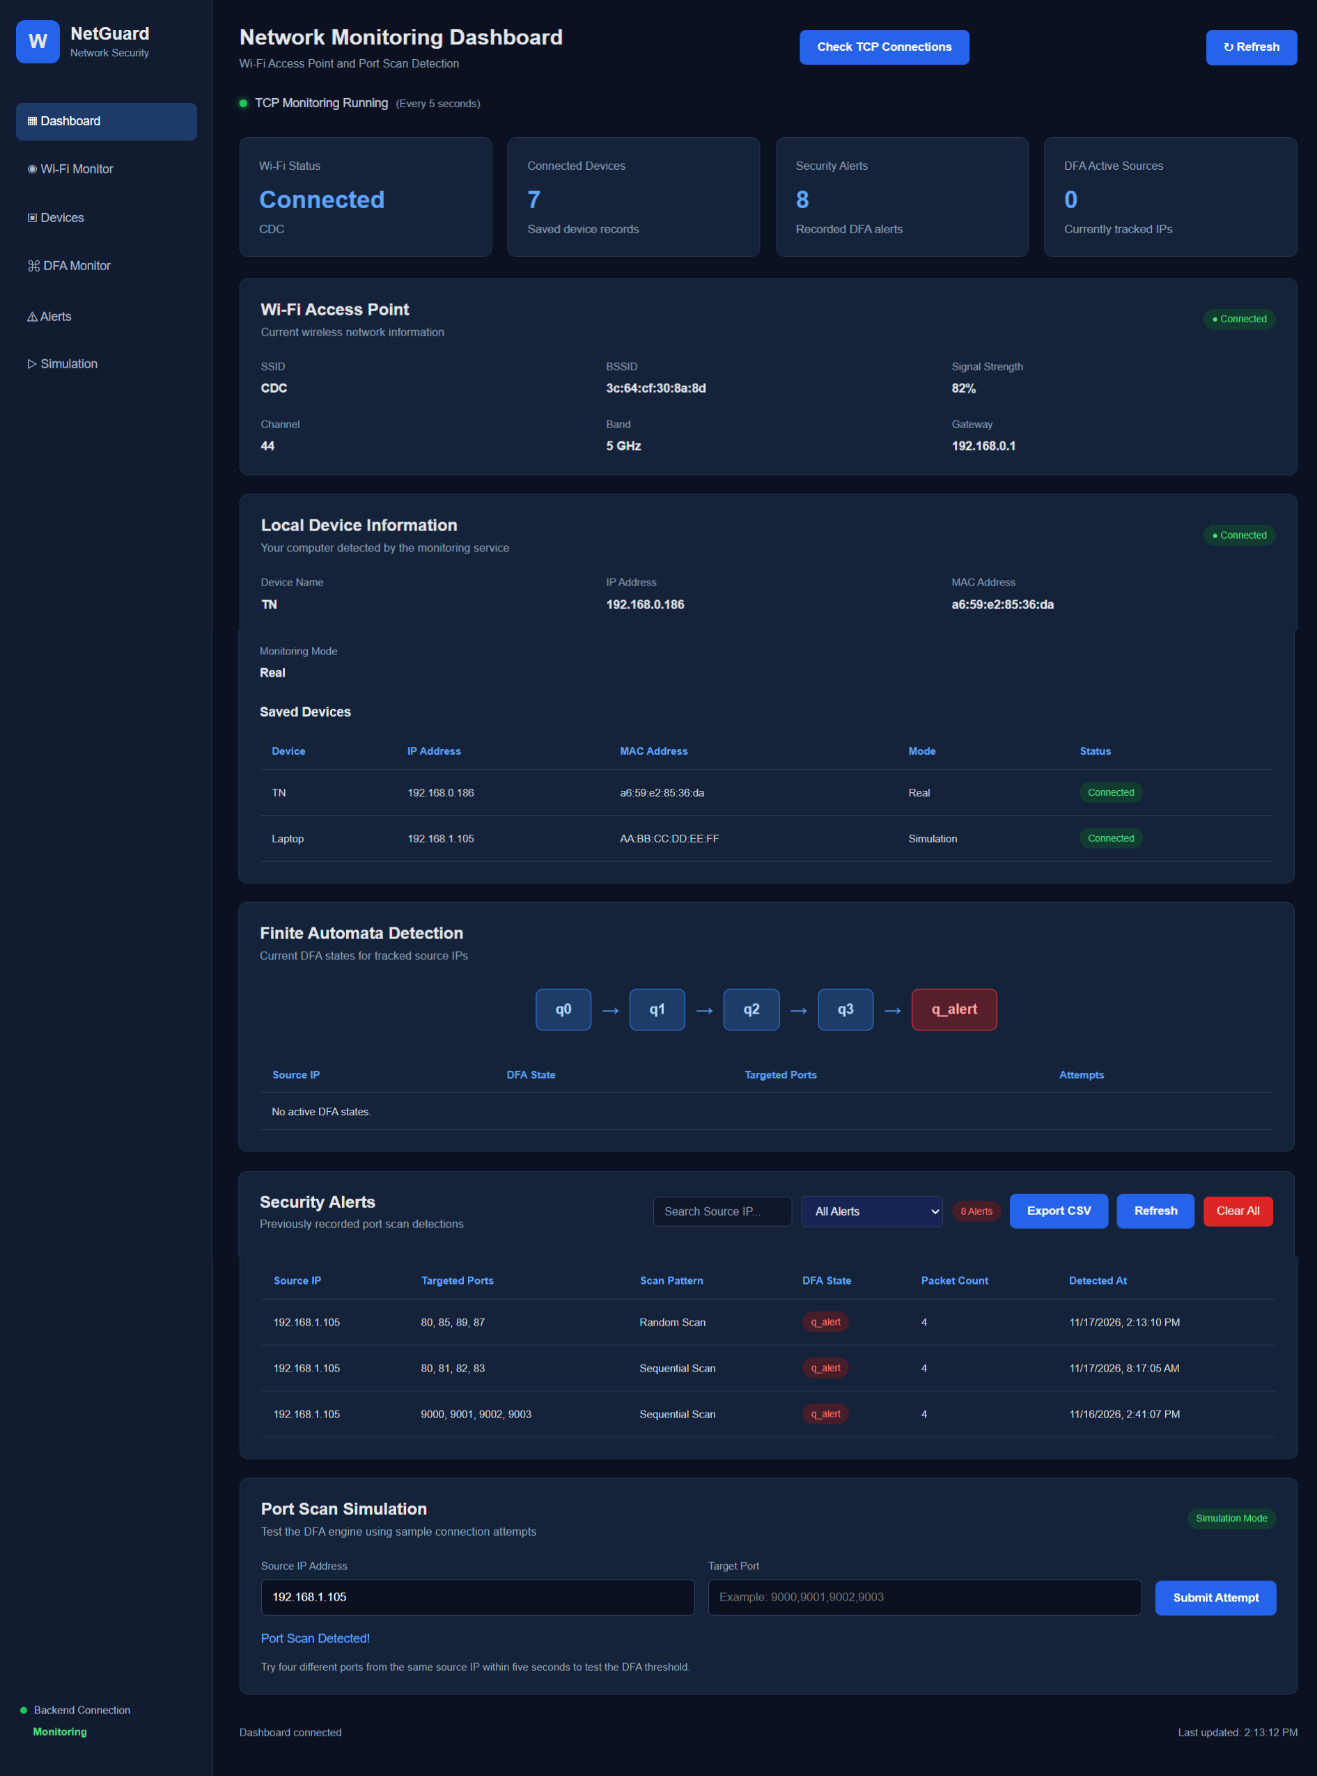 W
NetGuard
Network Security
Dashboard
Wi-Fi Monitor
Devices
DFA Monitor
Alerts
Simulation
Backend Connection
Monitoring
Network Monitoring Dashboard
Wi-Fi Access Point and Port Scan Detection
Check TCP Connections
↻ Refresh
TCP Monitoring Running (Every 5 seconds)
Wi-Fi Status
Connected
CDC
Connected Devices
7
Saved device records
Security Alerts
8
Recorded DFA alerts
DFA Active Sources
0
Currently tracked IPs
Wi-Fi Access Point
Current wireless network information
● Connected
SSID BSSID Signal Strength
CDC 3c:64:cf:30:8a:8d 82%
Channel Band Gateway
44 5 GHz 192.168.0.1
Local Device Information
Your computer detected by the monitoring service
● Connected
Device Name IP Address MAC Address
TN 192.168.0.186 a6:59:e2:85:36:da
Monitoring Mode
Real
Saved Devices
Device IP Address MAC Address Mode Status
TN 192.168.0.186 a6:59:e2:85:36:da Real Connected
Laptop 192.168.1.105 AA:BB:CC:DD:EE:FF Simulation Connected
Finite Automata Detection
Current DFA states for tracked source IPs
q0 → q1 → q2 → q3 → q_alert
Source IP DFA State Targeted Ports Attempts
No active DFA states.
Security Alerts
Previously recorded port scan detections
Search Source IP... All Alerts 8 Alerts Export CSV Refresh Clear All
Source IP Targeted Ports Scan Pattern DFA State Packet Count Detected At
192.168.1.105 80, 85, 89, 87 Random Scan q_alert 4 11/17/2026, 2:13:10 PM
192.168.1.105 80, 81, 82, 83 Sequential Scan q_alert 4 11/17/2026, 8:17:05 AM
192.168.1.105 9000, 9001, 9002, 9003 Sequential Scan q_alert 4 11/16/2026, 2:41:07 PM
Port Scan Simulation
Test the DFA engine using sample connection attempts
Simulation Mode
Source IP Address Target Port
192.168.1.105 Example: 9000,9001,9002,9003 Submit Attempt
Port Scan Detected!
Try four different ports from the same source IP within five seconds to test the DFA threshold.
Dashboard connected
Last updated: 2:13:12 PM